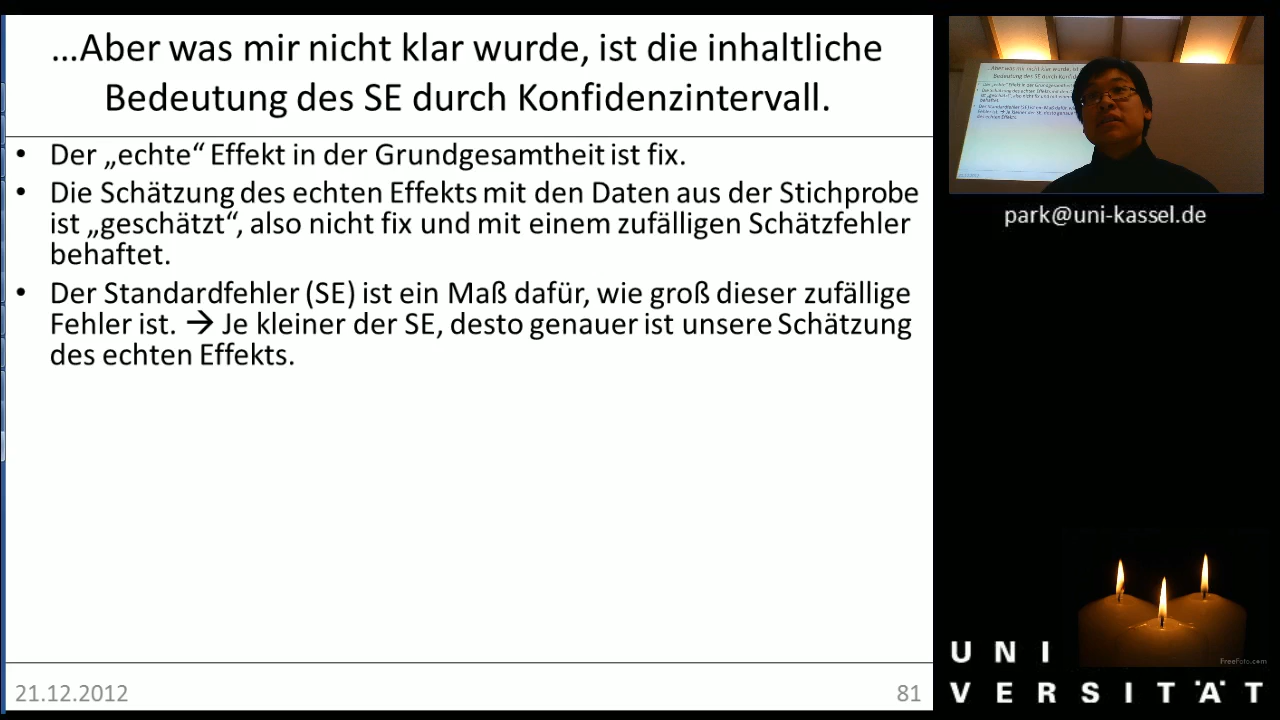 …Aber was mir nicht klar wurde, ist die inhaltliche
Bedeutung des SE durch Konfidenzintervall.
• Der „echte“ Effekt in der Grundgesamtheit ist fix.
• Die Schätzung des echten Effekts mit den Daten aus der Stichprobe
ist „geschätzt“, also nicht fix und mit einem zufälligen Schätzfehler
behaftet.
• Der Standardfehler (SE) ist ein Maß dafür, wie groß dieser zufällige
Fehler ist. → Je kleiner der SE, desto genauer ist unsere Schätzung
des echten Effekts.
21.12.2012
81
park@uni-kassel.de
FreeFoto.com
UNI
VERSITÄT